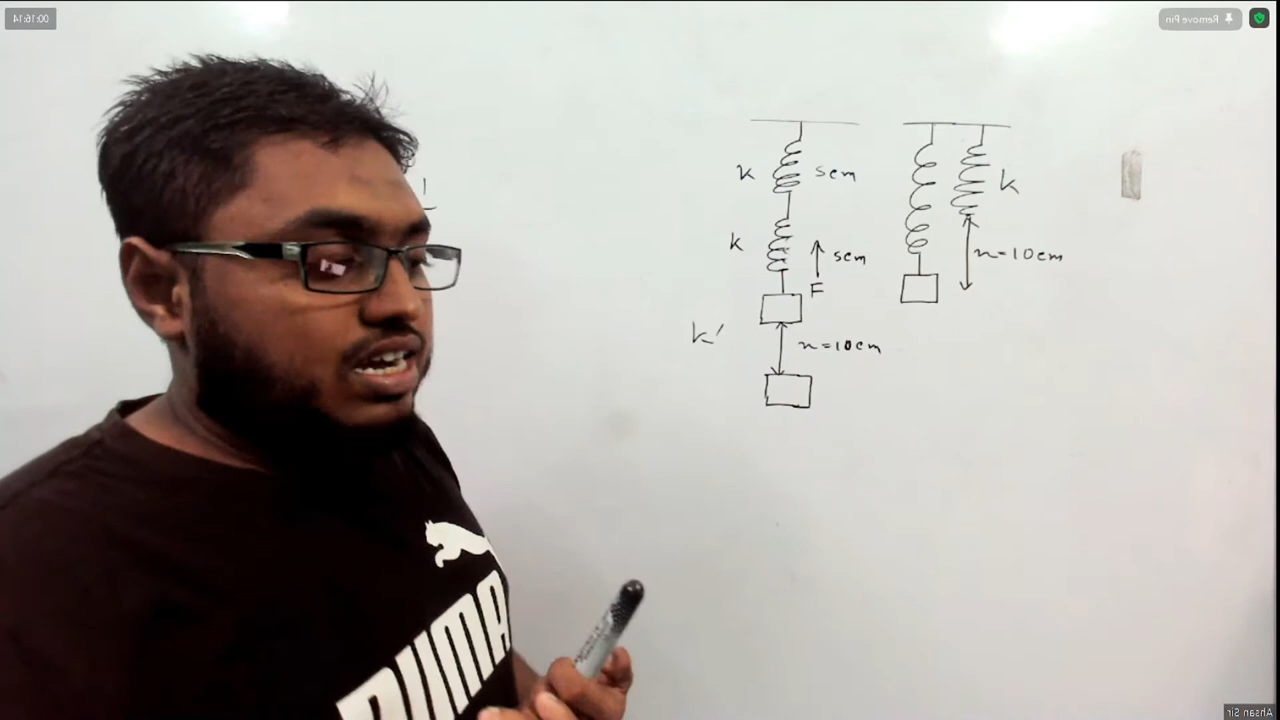 00:16:14
Remove Pin
k 5cm
k 5cm
F
k'
x=10cm
k
x=10cm
PUMA
Ahsan Sir